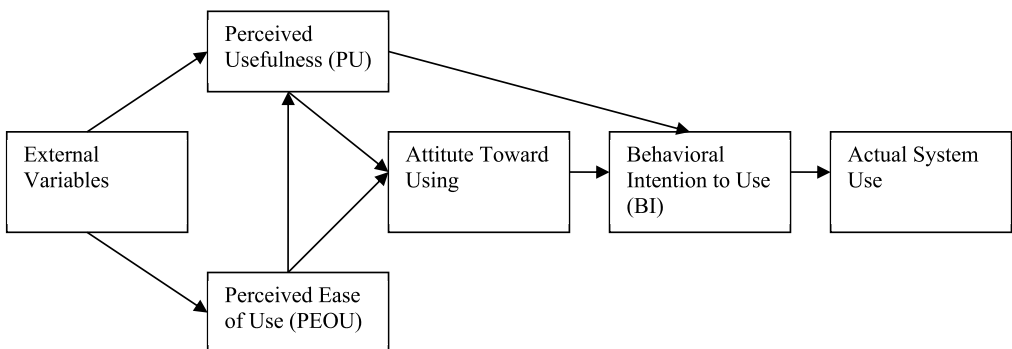 Perceived
Usefulness (PU)
External
Variables
Attitute Toward
Using
Behavioral
Intention to Use
(BI)
Actual System
Use
Perceived Ease
of Use (PEOU)